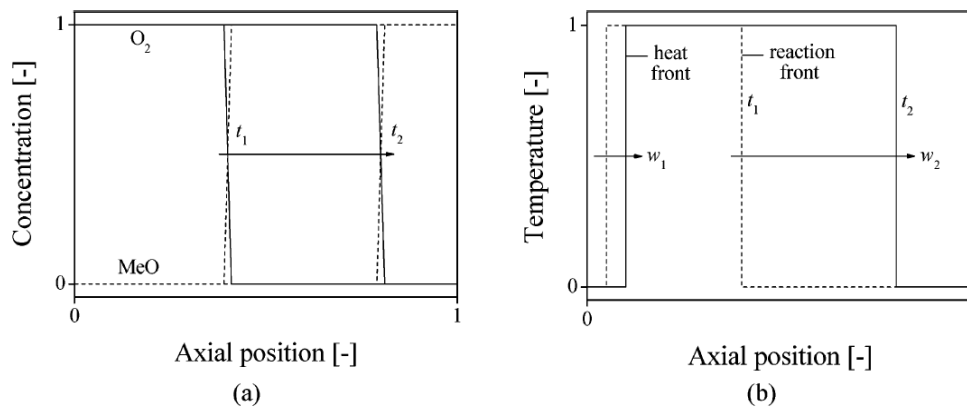 1
O2
Concentration [-]
t1
t2
MeO
0
0
1
Axial position [-]
(a)
1
heat
front
reaction
front
Temperature [-]
t1
t2
w1
w2
0
0
Axial position [-]
(b)